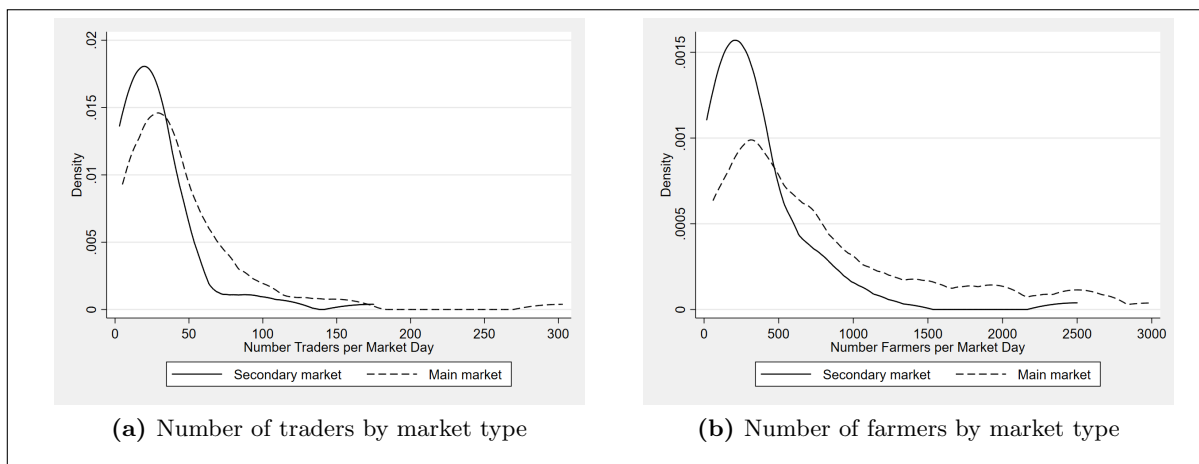 .02
.015
.01
.005
0
Density
0 50 100 150 200 250 300
Number Traders per Market Day
Secondary market Main market
(a) Number of traders by market type
.0015
.001
.0005
0
Density
0 500 1000 1500 2000 2500 3000
Number Farmers per Market Day
Secondary market Main market
(b) Number of farmers by market type